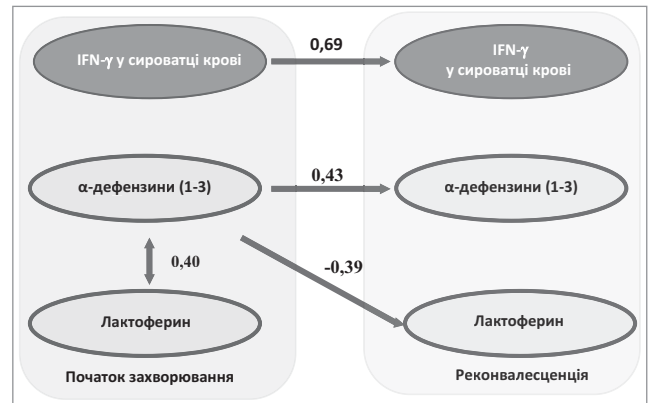 IFN-γ у сироватці крові
0,69
IFN-γ
у сироватці крові
α-дефензини (1-3)
0,43
α-дефензини (1-3)
0,40
-0,39
Лактоферин
Лактоферин
Початок захворювання
Реконвалесценція